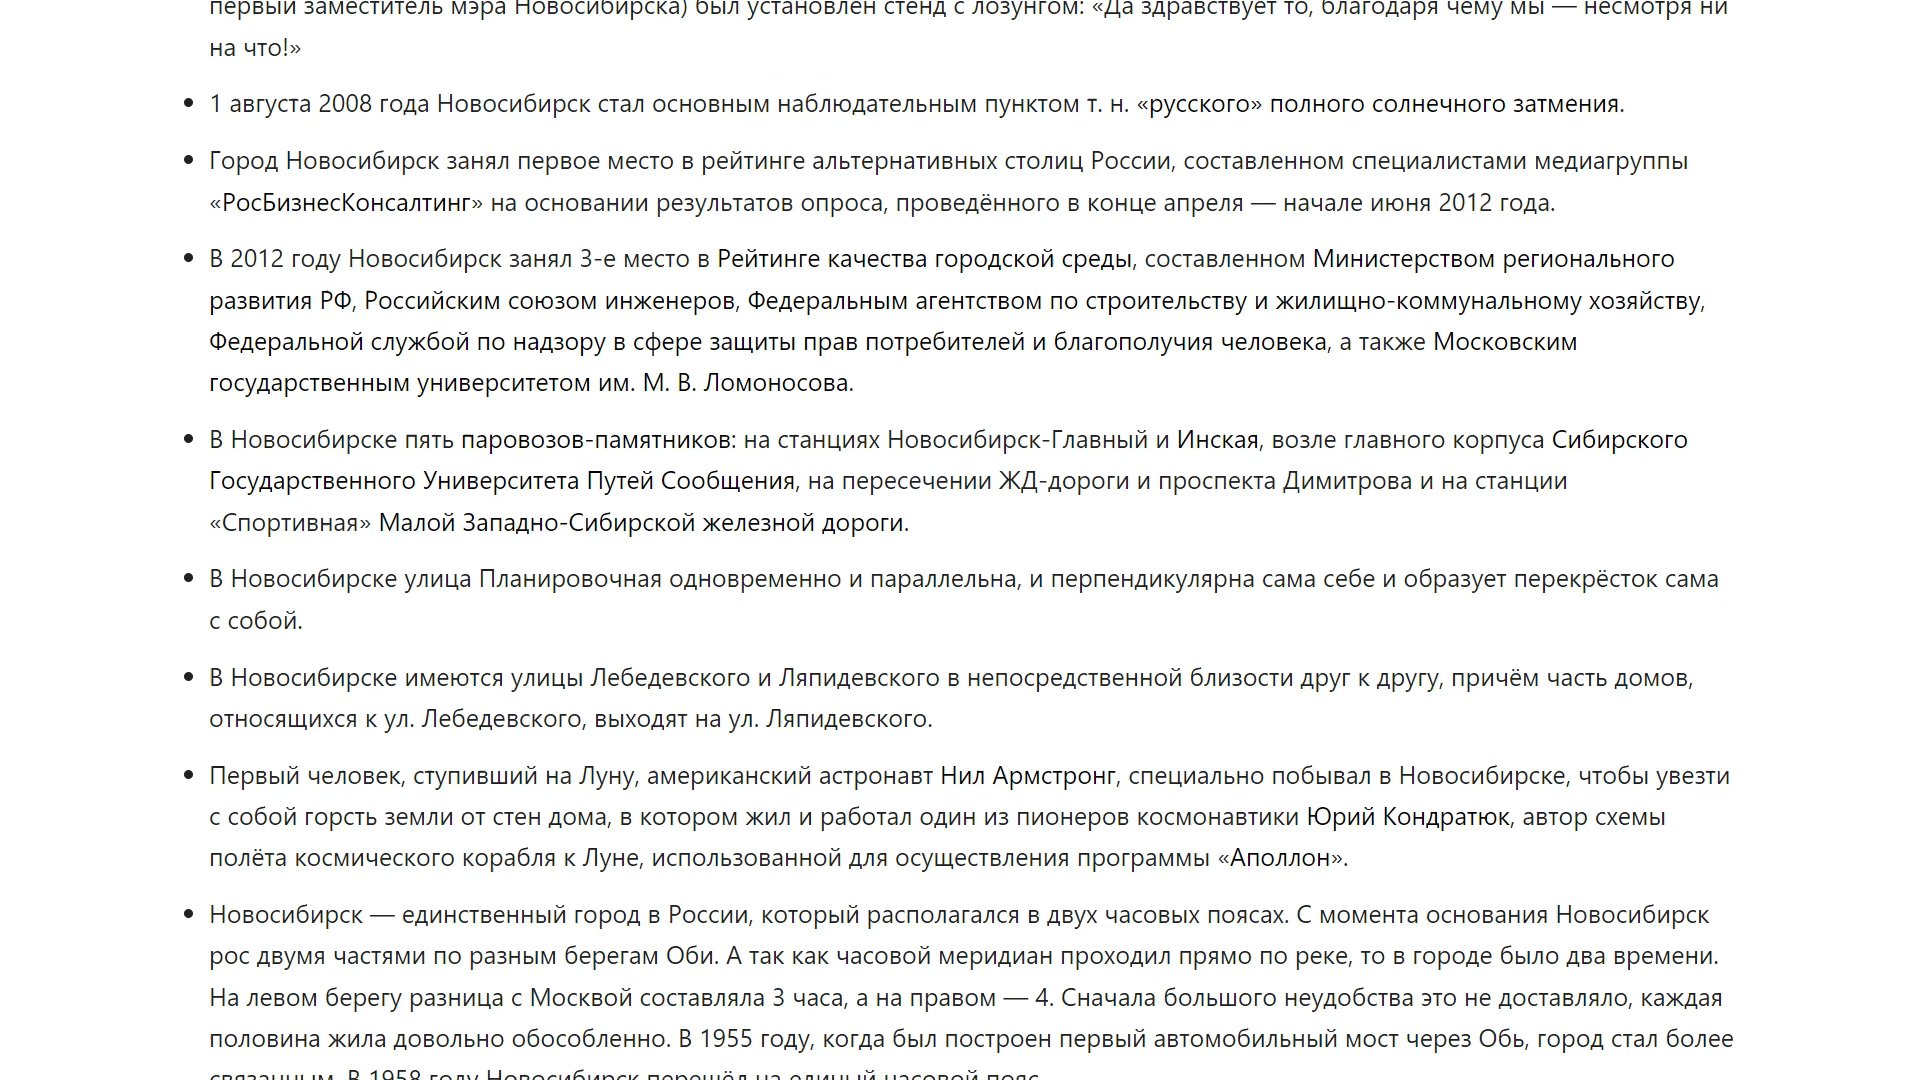 первый заместитель мэра Новосибирска) был установлен стенд с лозунгом: «Да здравствует то, благодаря чему мы — несмотря ни
на что!»
1 августа 2008 года Новосибирск стал основным наблюдательным пунктом т. н. «русского» полного солнечного затмения.
Город Новосибирск занял первое место в рейтинге альтернативных столиц России, составленном специалистами медиагруппы
«РосБизнесКонсалтинг» на основании результатов опроса, проведённого в конце апреля — начале июня 2012 года.
В 2012 году Новосибирск занял 3-е место в Рейтинге качества городской среды, составленном Министерством регионального
развития РФ, Российским союзом инженеров, Федеральным агентством по строительству и жилищно-коммунальному хозяйству,
Федеральной службой по надзору в сфере защиты прав потребителей и благополучия человека, а также Московским
государственным университетом им. М. В. Ломоносова.
В Новосибирске пять паровозов-памятников: на станциях Новосибирск-Главный и Инская, возле главного корпуса Сибирского
Государственного Университета Путей Сообщения, на пересечении ЖД-дороги и проспекта Димитрова и на станции
«Спортивная» Малой Западно-Сибирской железной дороги.
В Новосибирске улица Планировочная одновременно и параллельна, и перпендикулярна сама себе и образует перекрёсток сама
с собой.
В Новосибирске имеются улицы Лебедевского и Ляпидевского в непосредственной близости друг к другу, причём часть домов,
относящихся к ул. Лебедевского, выходят на ул. Ляпидевского.
Первый человек, ступивший на Луну, американский астронавт Нил Армстронг, специально побывал в Новосибирске, чтобы увезти
с собой горсть земли от стен дома, в котором жил и работал один из пионеров космонавтики Юрий Кондратюк, автор схемы
полёта космического корабля к Луне, использованной для осуществления программы «Аполлон».
Новосибирск — единственный город в России, который располагался в двух часовых поясах. С момента основания Новосибирск
рос двумя частями по разным берегам Оби. А так как часовой меридиан проходил прямо по реке, то в городе было два времени.
На левом берегу разница с Москвой составляла 3 часа, а на правом — 4. Сначала большого неудобства это не доставляло, каждая
половина жила довольно обособленно. В 1955 году, когда был построен первый автомобильный мост через Обь, город стал более
связанным. В 1958 году Новосибирск перешёл на единый часовой пояс.